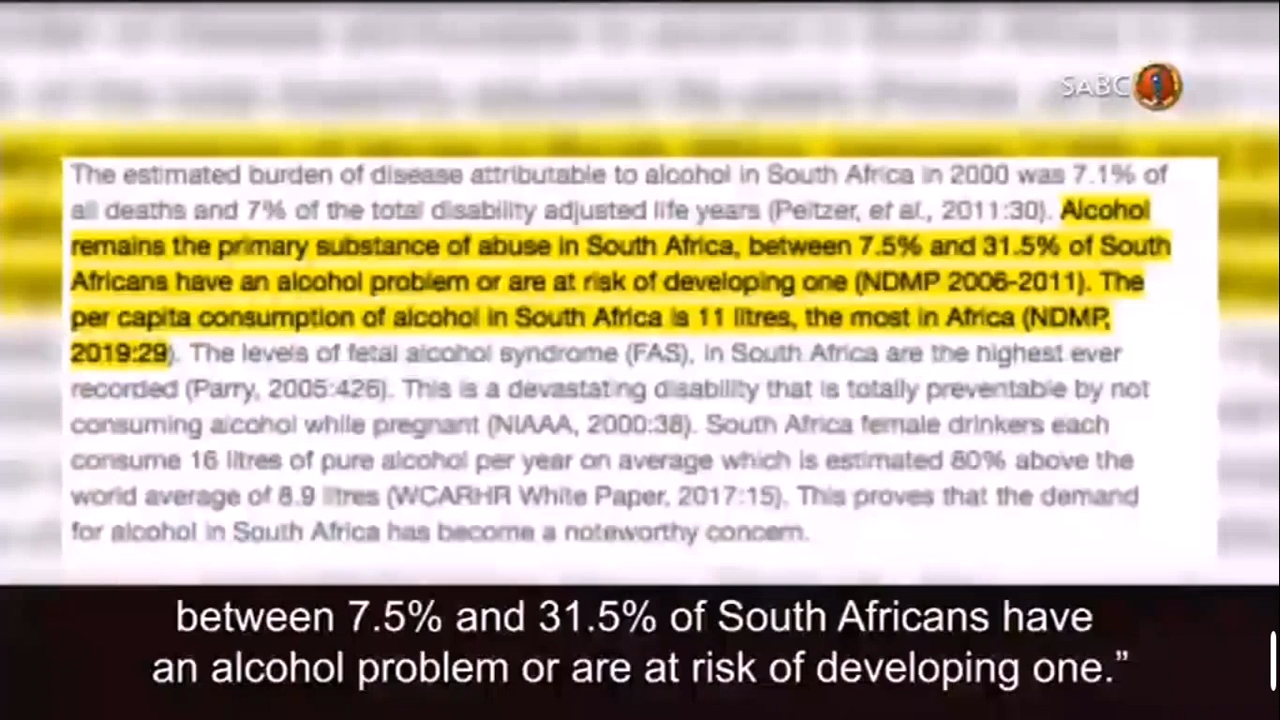 SABC 1
The estimated burden of disease attributable to alcohol in South Africa in 2000 was 7.1% of
all deaths and 7% of the total disability adjusted life years (Peltzer, et al., 2011:30). Alcohol
remains the primary substance of abuse in South Africa, between 7.5% and 31.5% of South
Africans have an alcohol problem or are at risk of developing one (NDMP 2006-2011). The
per capita consumption of alcohol in South Africa is 11 litres, the most in Africa (NDMP,
2019:29). The levels of fetal alcohol syndrome (FAS), in South Africa are the highest ever
recorded (Parry, 2005:426). This is a devastating disability that is totally preventable by not
consuming alcohol while pregnant (NIAAA, 2000:38). South Africa female drinkers each
consume 16 litres of pure alcohol per year on average which is estimated 80% above the
world average of 8.9 litres (WCARHR White Paper, 2017:15). This proves that the demand
for alcohol in South Africa has become a noteworthy concern.
between 7.5% and 31.5% of South Africans have
an alcohol problem or are at risk of developing one.”